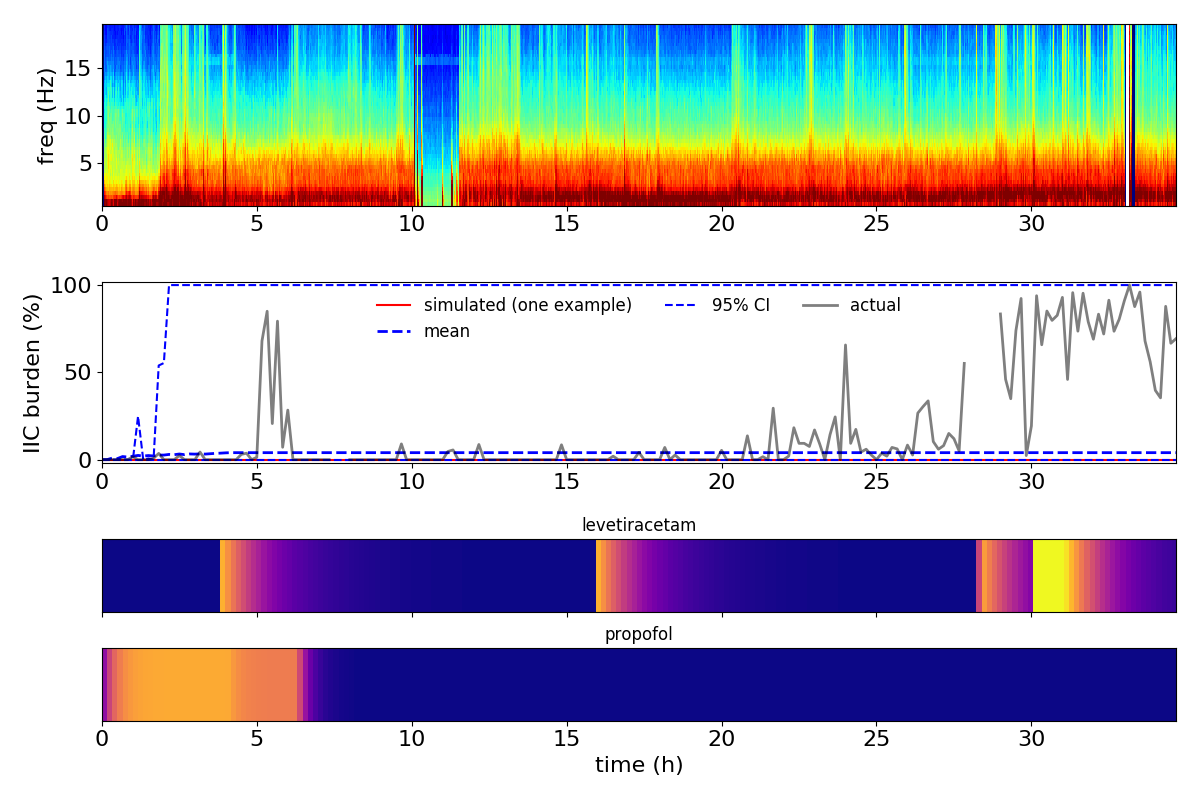 freq (Hz)
15
10
5
0 5 10 15 20 25 30
IIC burden (%)
100
50
0
simulated (one example) 95% CI actual
mean
0 5 10 15 20 25 30
levetiracetam
propofol
0 5 10 15 20 25 30
time (h)